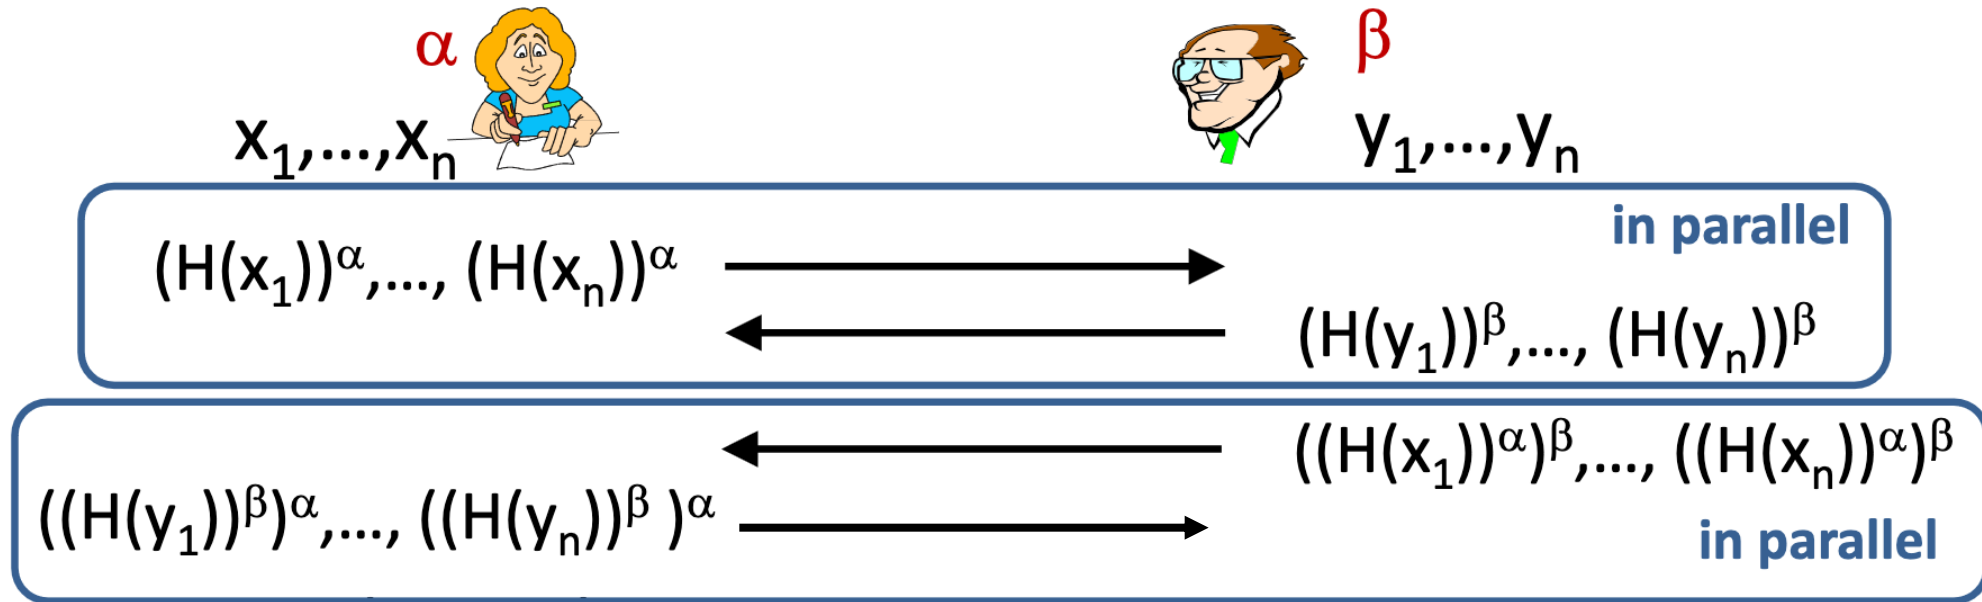 α β
x₁,...,xₙ y₁,...,yₙ
in parallel
(H(x₁))^α,..., (H(xₙ))^α
(H(y₁))^β,..., (H(yₙ))^β
((H(x₁))^α)^β,..., ((H(xₙ))^α)^β
((H(y₁))^β)^α,..., ((H(yₙ))^β )^α
in parallel